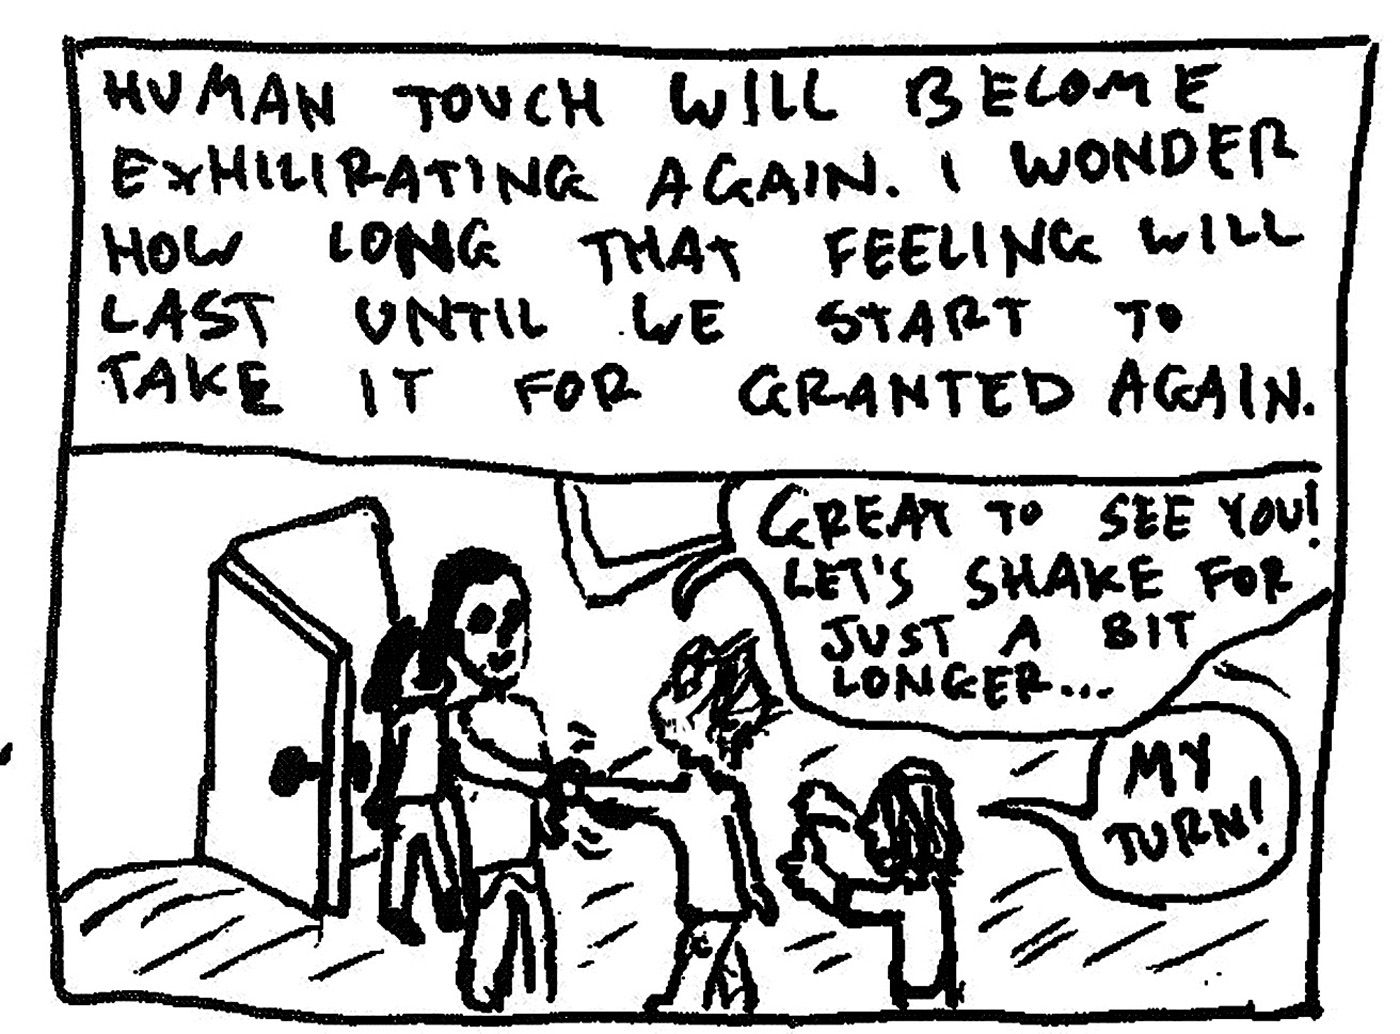 HUMAN TOUCH WILL BECOME
EXHILIRATING AGAIN. I WONDER
HOW LONG THAT FEELING WILL
LAST UNTIL WE START TO
TAKE IT FOR GRANTED AGAIN.
GREAT TO SEE YOU!
LET'S SHAKE FOR
JUST A BIT
LONGER...
MY
TURN!